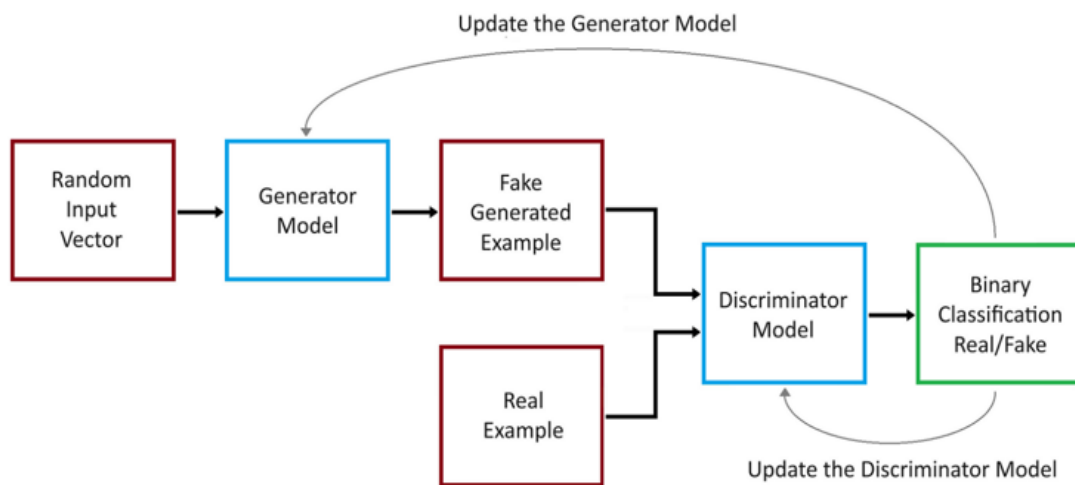 Update the Generator Model
Random
Input
Vector
Generator
Model
Fake
Generated
Example
Discriminator
Model
Binary
Classification
Real/Fake
Real
Example
Update the Discriminator Model